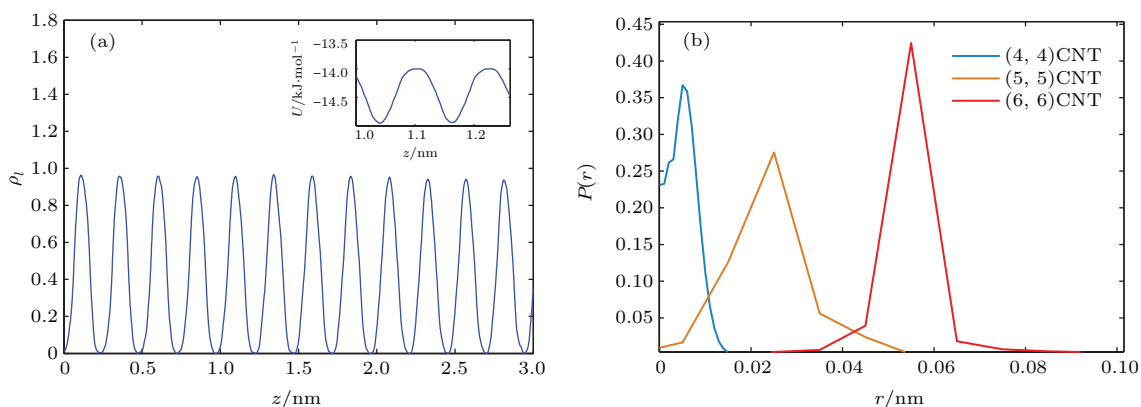 (a)
1.8
1.6
1.4
1.2
1.0
0.8
0.6
0.4
0.2
0
ρl
0 0.5 1.0 1.5 2.0 2.5 3.0
z/nm
−13.5
−14.0
−14.5
U/kJ·mol−1
1.0 1.1 1.2
z/nm
(b)
0.45
0.40
0.35
0.30
0.25
0.20
0.15
0.10
0.05
P(r)
0 0.02 0.04 0.06 0.08 0.10
r/nm
(4, 4)CNT
(5, 5)CNT
(6, 6)CNT